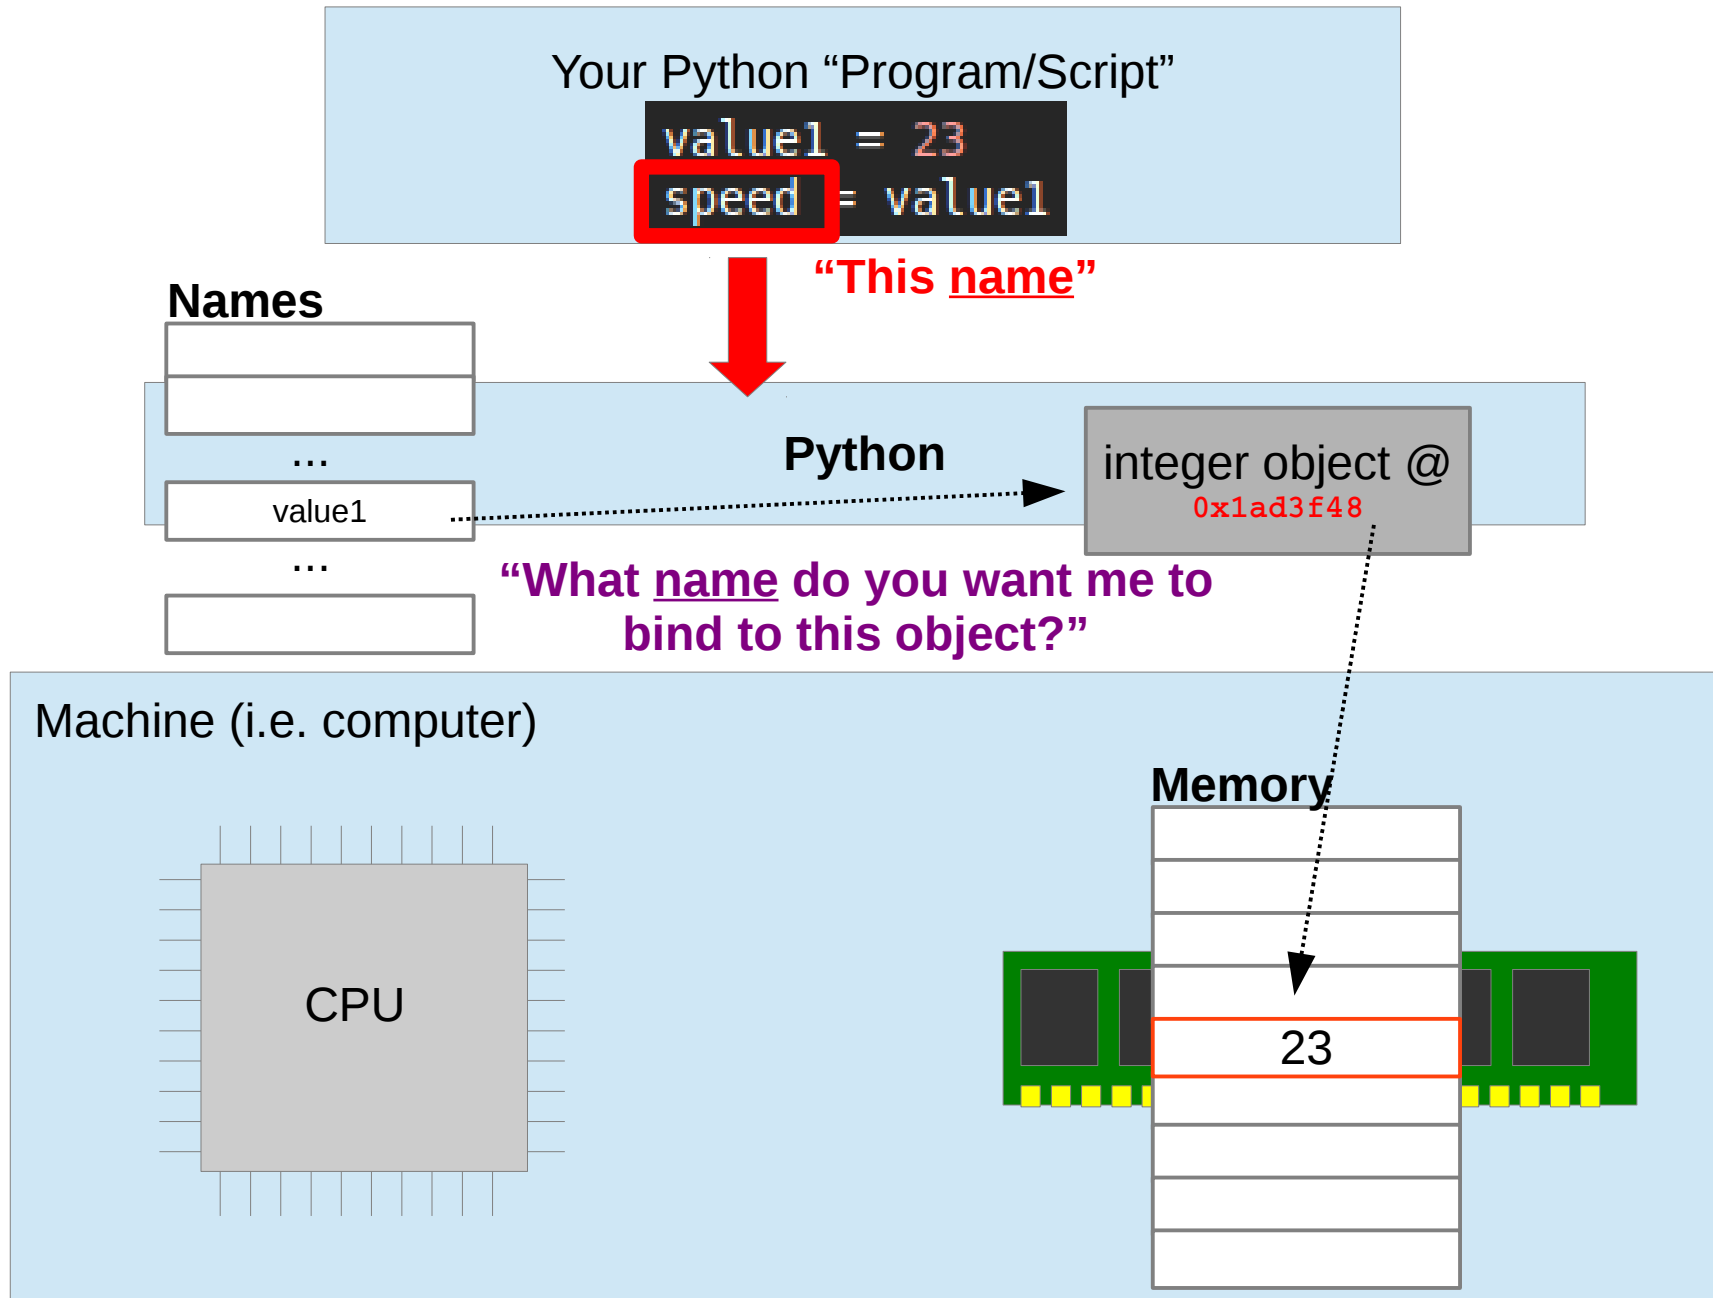 Your Python “Program/Script”
value1 = 23
speed = value1
“This name”
Names
...
Python
integer object @
0x1ad3f48
value1
...
“What name do you want me to
bind to this object?”
Machine (i.e. computer)
Memory
CPU
23